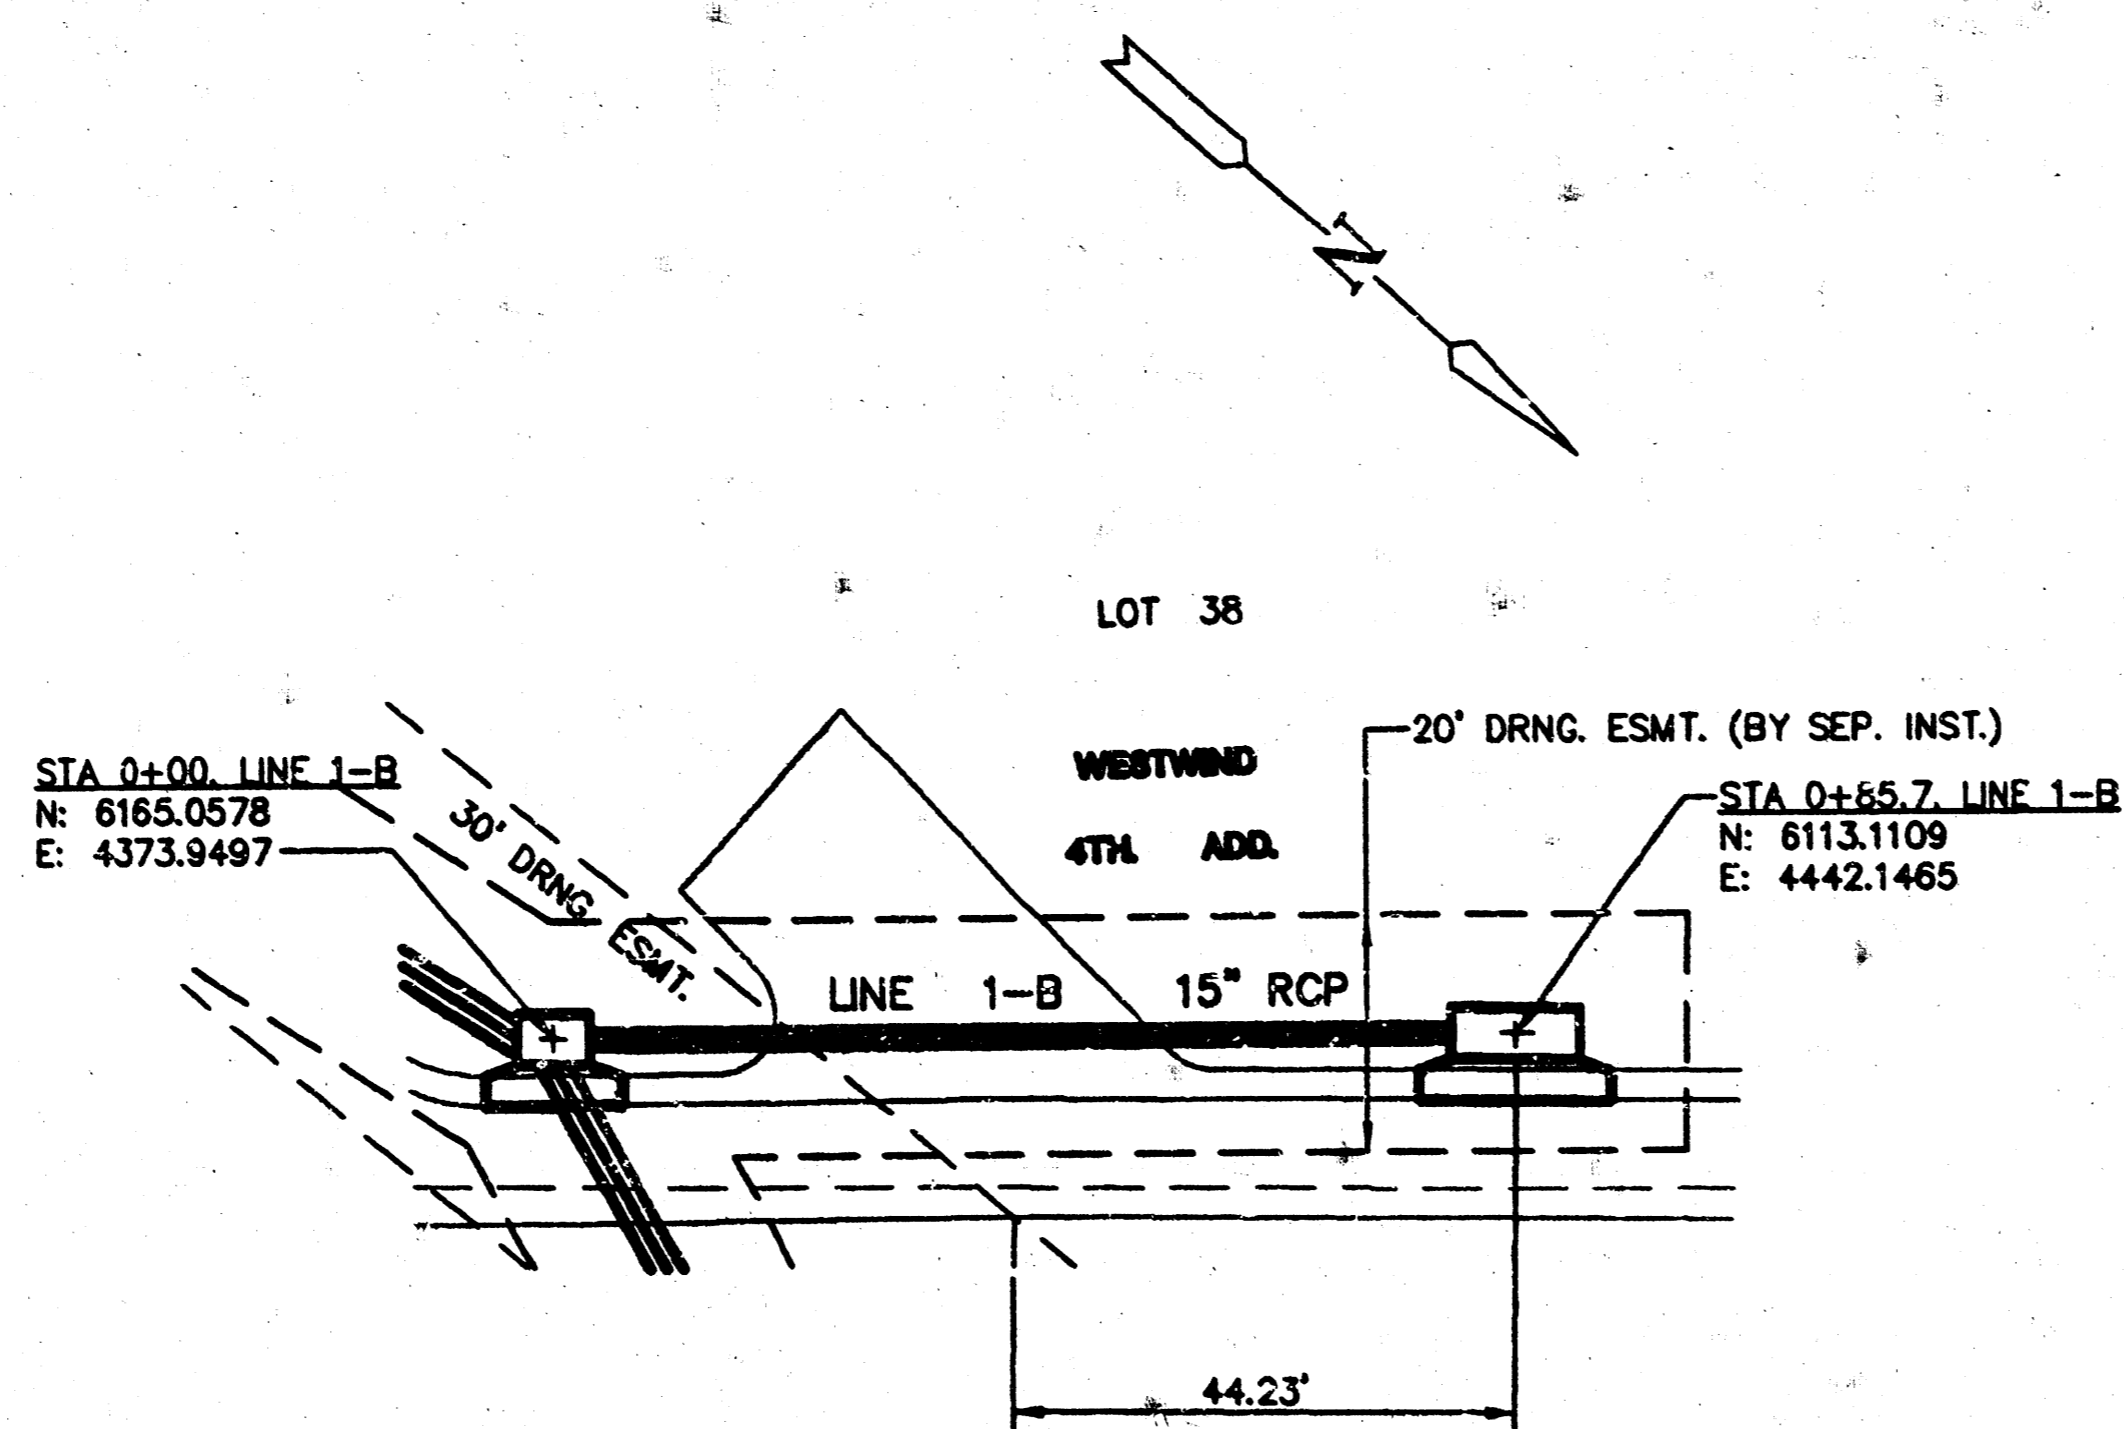 N
LOT 38
20' DRNG. ESMT. (BY SEP. INST.)
WESTWIND
4TH. ADD.
STA 0+00, LINE 1-B
N: 6165.0578
E: 4373.9497
30' DRNG
ESMT.
STA 0+85.7, LINE 1-B
N: 6113.1109
E: 4442.1465
LINE 1-B 15" RCP
44.23'